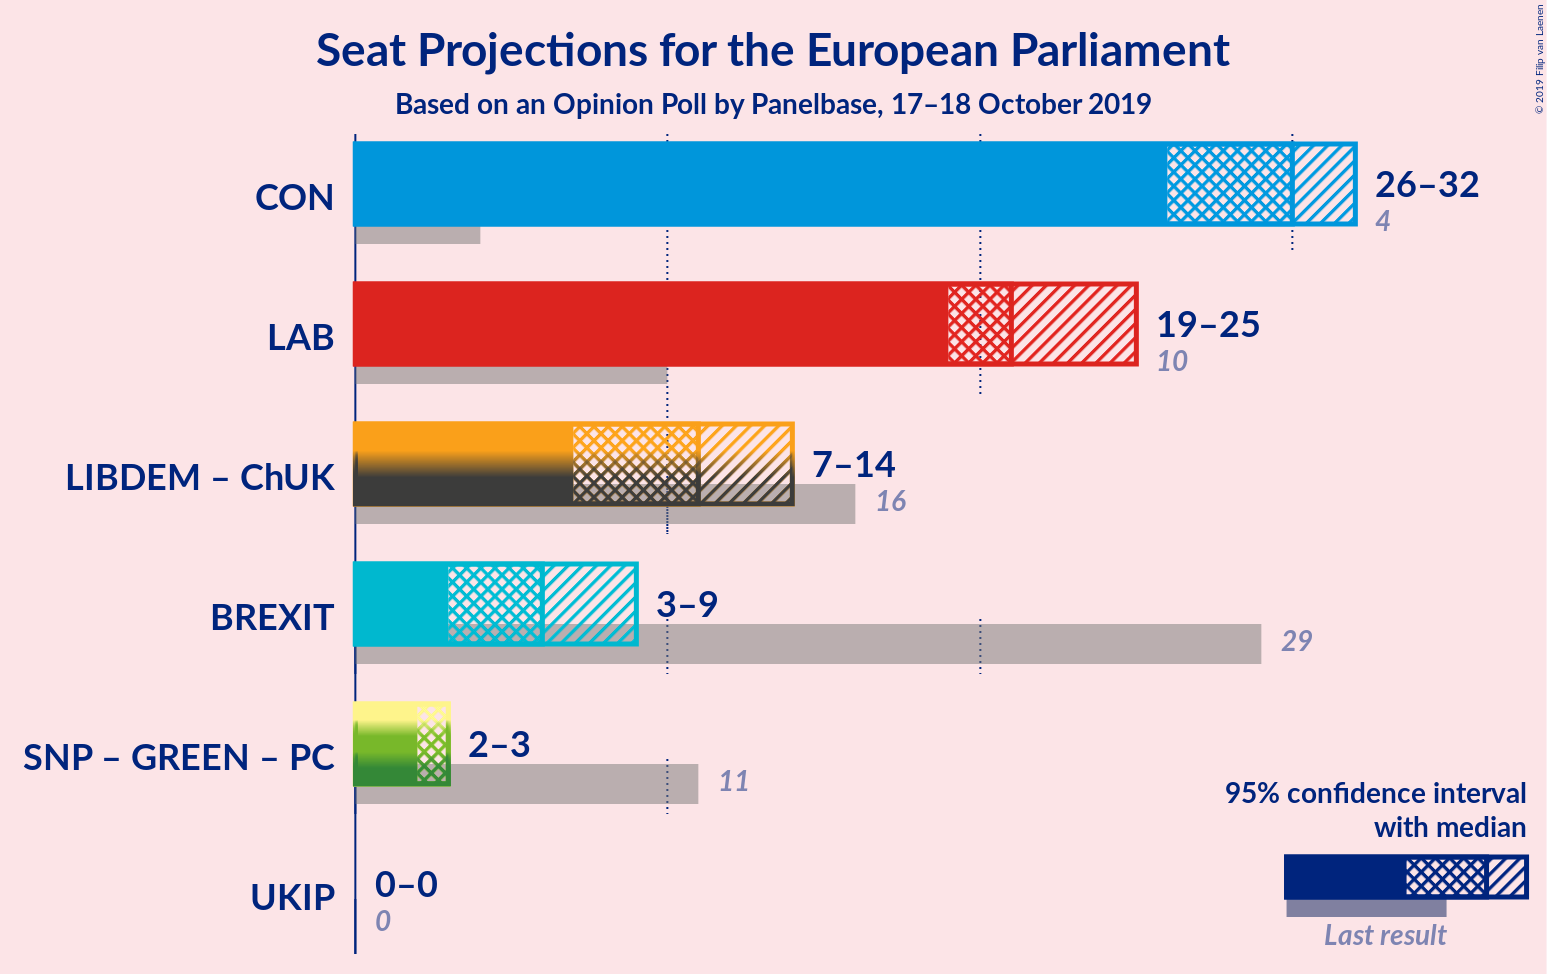 Seat Projections for the European Parliament
Based on an Opinion Poll by Panelbase, 17–18 October 2019
© 2019 Filip van Laenen
CON
26–32
4
LAB
19–25
10
LIBDEM – ChUK
7–14
16
BREXIT
3–9
29
SNP – GREEN – PC
2–3
11
UKIP
0–0
0
95% confidence interval
with median
Last result